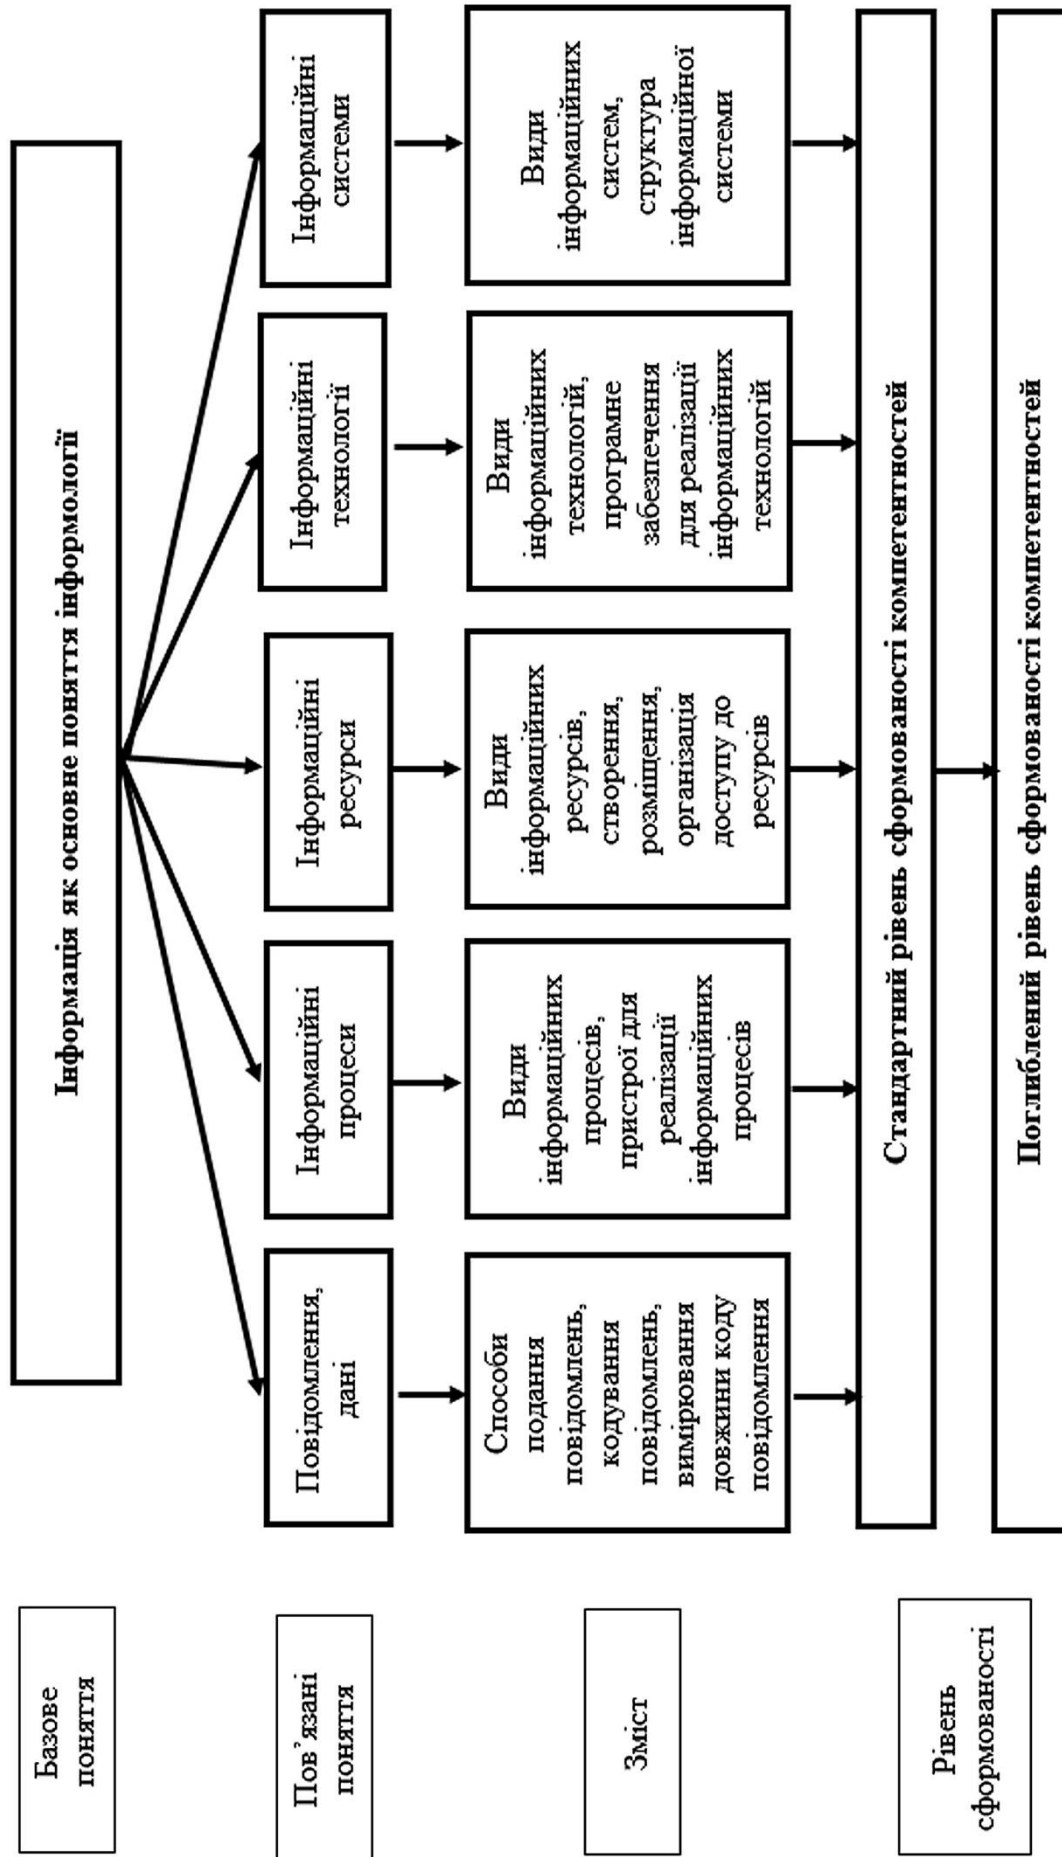 Базове
поняття
Інформація як основне поняття інформології
Пов’язані
поняття
Повідомлення,
дані
Інформаційні
процеси
Інформаційні
ресурси
Інформаційні
технології
Інформаційні
системи
Зміст
Способи
подання
повідомлень,
кодування
повідомлень,
вимірювання
довжини коду
повідомлення
Види
інформаційних
процесів,
пристрої для
реалізації
інформаційних
процесів
Види
інформаційних
ресурсів,
створення,
розміщення,
організація
доступу до
ресурсів
Види
інформаційних
технологій,
програмне
забезпечення
для реалізації
інформаційних
технологій
Види
інформаційних
систем,
структура
інформаційної
системи
Рівень
сформованості
Стандартний рівень сформованості компетентностей
Поглиблений рівень сформованості компетентностей